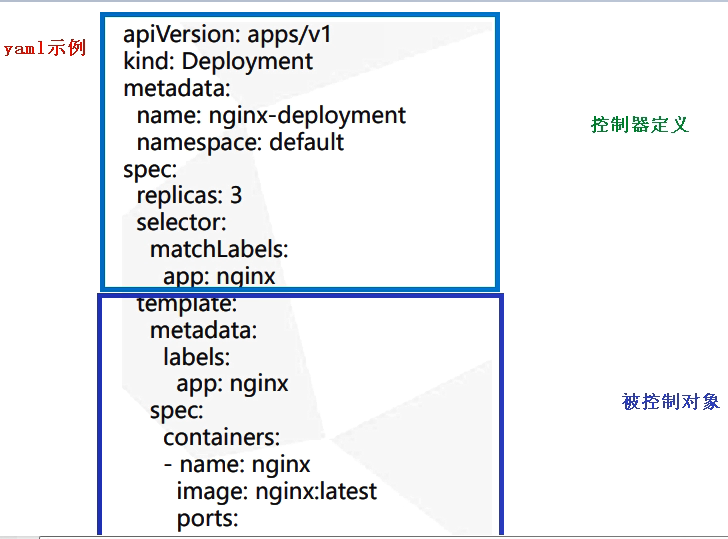 yaml示例
apiVersion: apps/v1
kind: Deployment
metadata:
  name: nginx-deployment
  namespace: default
spec:
  replicas: 3
  selector:
    matchLabels:
      app: nginx
控制器定义
  template:
    metadata:
      labels:
        app: nginx
    spec:
      containers:
      - name: nginx
        image: nginx:latest
        ports:
被控制对象